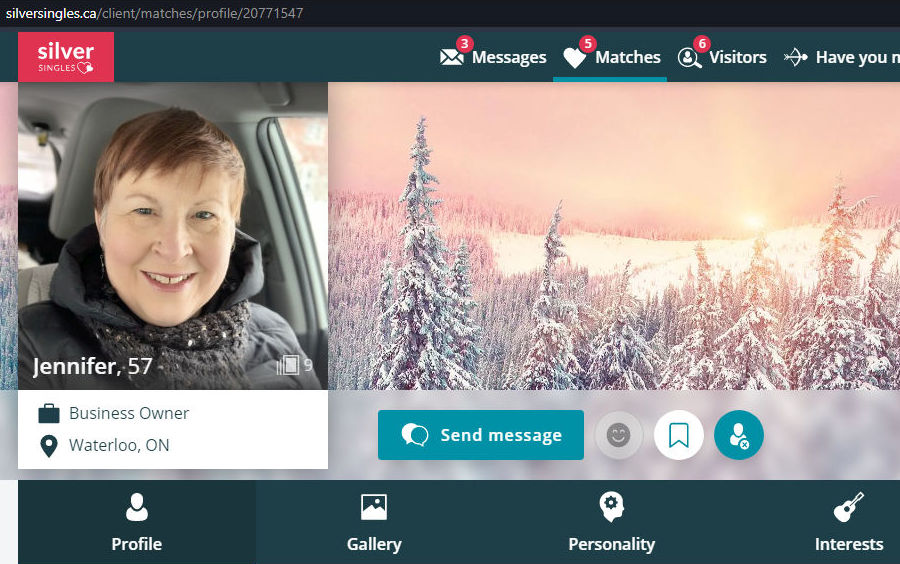 silversingles.ca/client/matches/profile/20771547
silver
SINGLES
3
Messages
5
Matches
6
Visitors
Have you m
Jennifer, 57
9
Business Owner
Waterloo, ON
Send message
Profile
Gallery
Personality
Interests